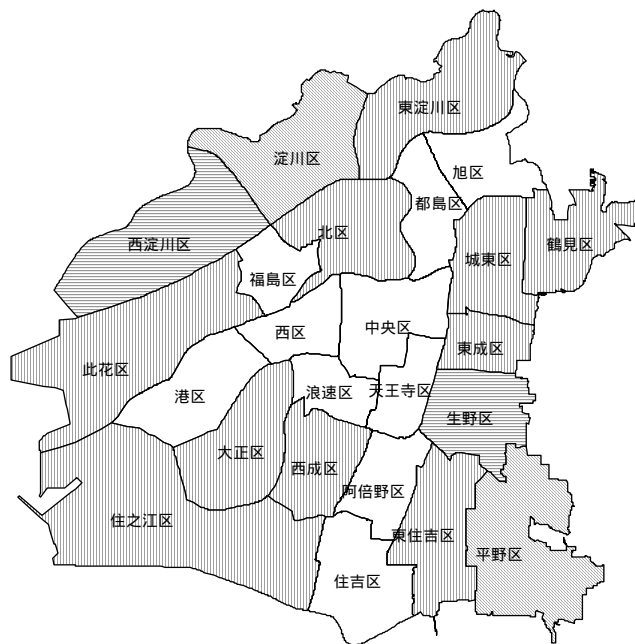 東淀川区
淀川区
旭区
都島区
北区
西淀川区
鶴見区
城東区
福島区
中央区
西区
東成区
此花区
天王寺区
浪速区
港区
生野区
大正区
西成区
阿倍野区
住之江区
東住吉区
平野区
住吉区